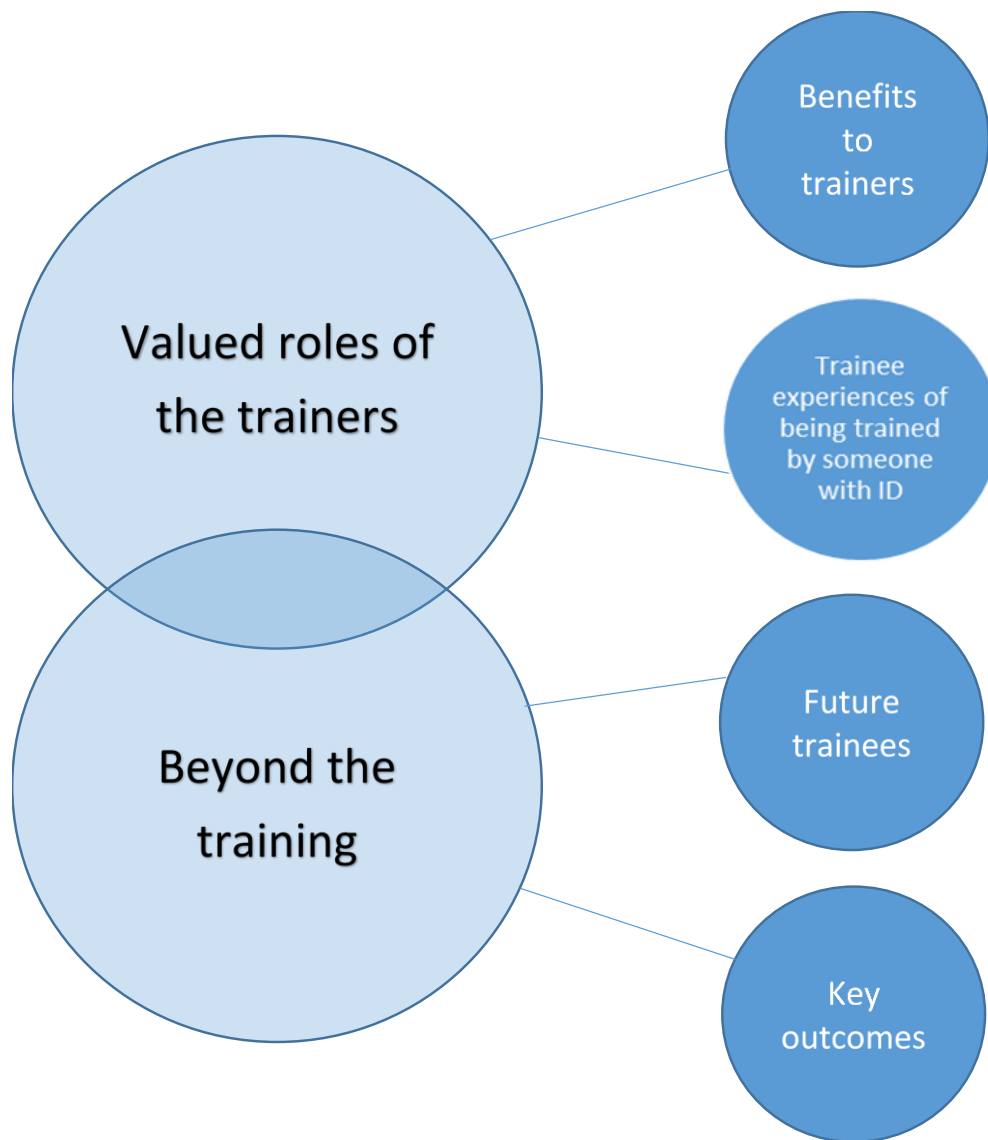 Benefits
to
trainers
Valued roles of
the trainers
Trainee
experiences of
being trained
by someone
with ID
Future
trainees
Beyond the
training
Key
outcomes